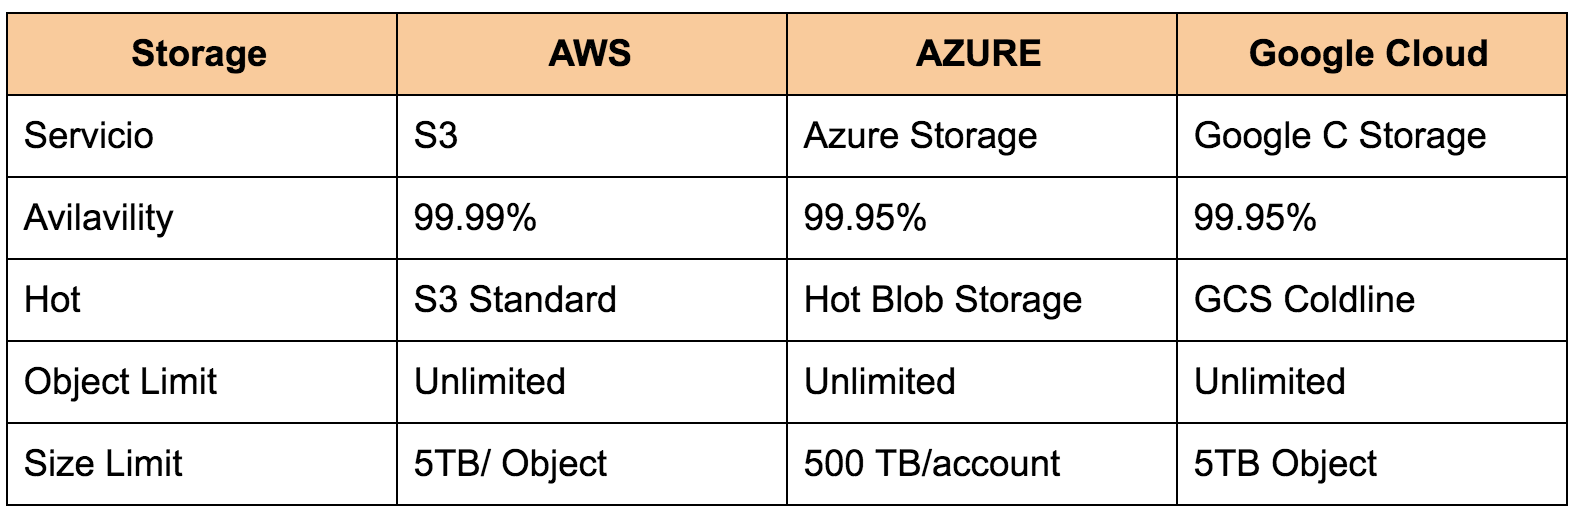 Storage AWS AZURE Google Cloud
Servicio S3 Azure Storage Google C Storage
Avilavility 99.99% 99.95% 99.95%
Hot S3 Standard Hot Blob Storage GCS Coldline
Object Limit Unlimited Unlimited Unlimited
Size Limit 5TB/ Object 500 TB/account 5TB Object